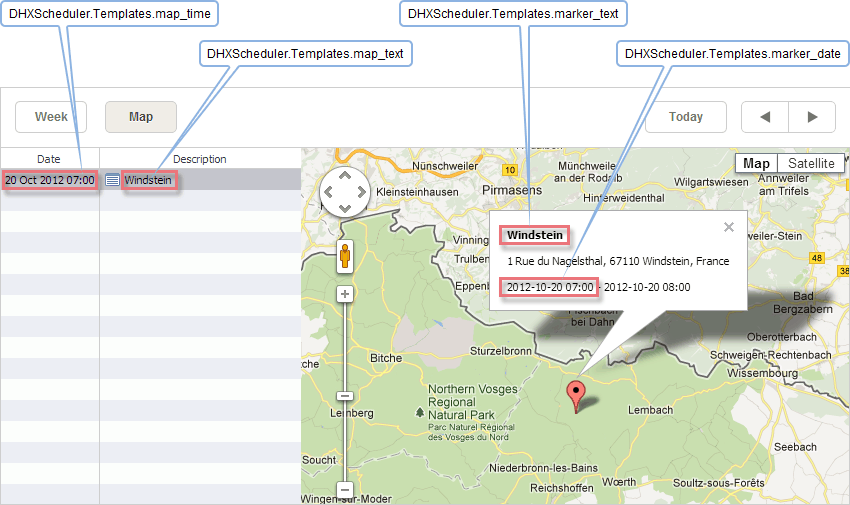 DHXScheduler.Templates.map_time
DHXScheduler.Templates.marker_text
DHXScheduler.Templates.map_text
DHXScheduler.Templates.marker_date
Week
Map
Today
Date
Description
20 Oct 2012 07:00
Windstein
Map
Satellite
Nünschweiler
Münchweiler an der Rodalb
Annweiler am Trifels
Kleinsteinhausen
Pirmasens
Wilgartswiesen
Hinterweidenthal
10
Vinning
Trulben
Eppenb
weiler-Stein
48
38
Windstein
1 Rue du Nagelsthal, 67110 Windstein, France
2012-10-20 07:00 - 2012-10-20 08:00
Bad Bergzabern
Fischbach bei Dahn
Oberotterbach
Schweigen-Rechtenbach
Wissembourg
Sturzelbronn
Bitche
Lemberg
Northern Vosges Regional Natural Park
Parc Naturel Régional des Vosges du Nord
Lembach
Seebach
Soucht
Niederbronn-les-Bains
Reichshoffen
Woerth
Soultz-sous-Forêts
Wingen-sur-Moder